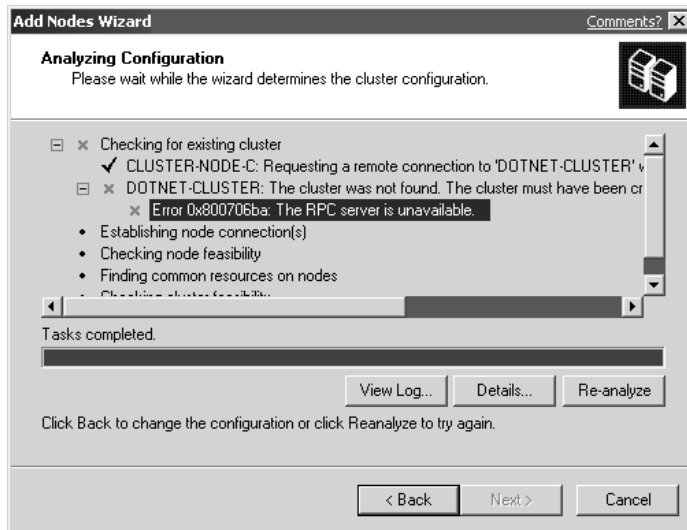 Add Nodes Wizard Comments?
Analyzing Configuration
Please wait while the wizard determines the cluster configuration.
Checking for existing cluster
CLUSTER-NODE-C: Requesting a remote connection to 'DOTNET-CLUSTER' v
DOTNET-CLUSTER: The cluster was not found. The cluster must have been cr
Error 0x800706ba: The RPC server is unavailable.
Establishing node connection(s)
Checking node feasibility
Finding common resources on nodes
Checking cluster feasibility
Tasks completed.
View Log... Details... Re-analyze
Click Back to change the configuration or click Reanalyze to try again.
< Back Next > Cancel